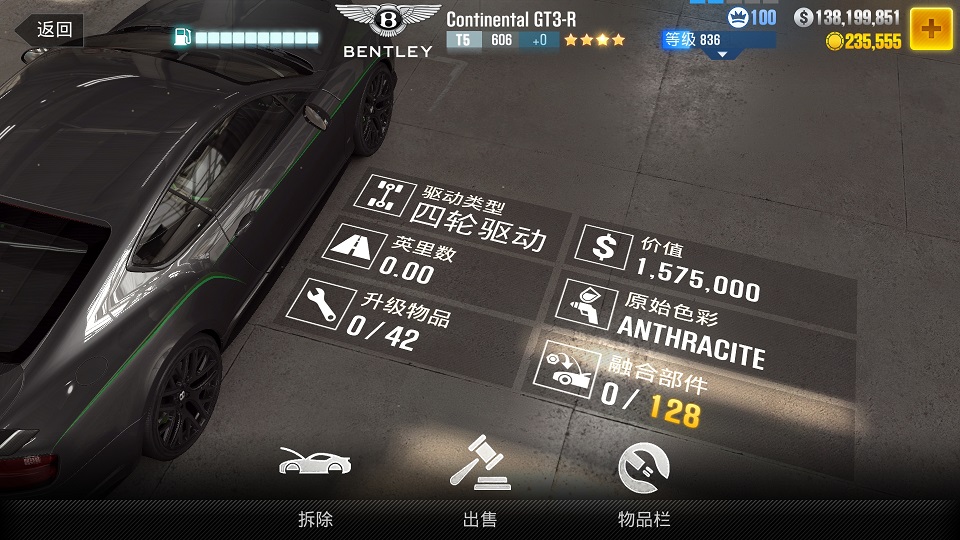 返回
BENTLEY
Continental GT3-R
T5 606 +0
等级 836
100
138,199,851
235,555
驱动类型
四轮驱动
英里数
0.00
升级物品
0/42
价值
1,575,000
原始色彩
ANTHRACITE
融合部件
0/128
拆除
出售
物品栏